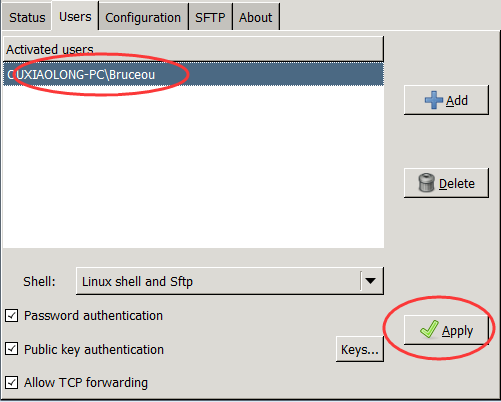 Status Users Configuration SFTP About
Activated users
OUXIAOLONG-PC\Bruceou
Add
Delete
Shell: Linux shell and Sftp
Password authentication
Apply
Public key authentication Keys...
Allow TCP forwarding